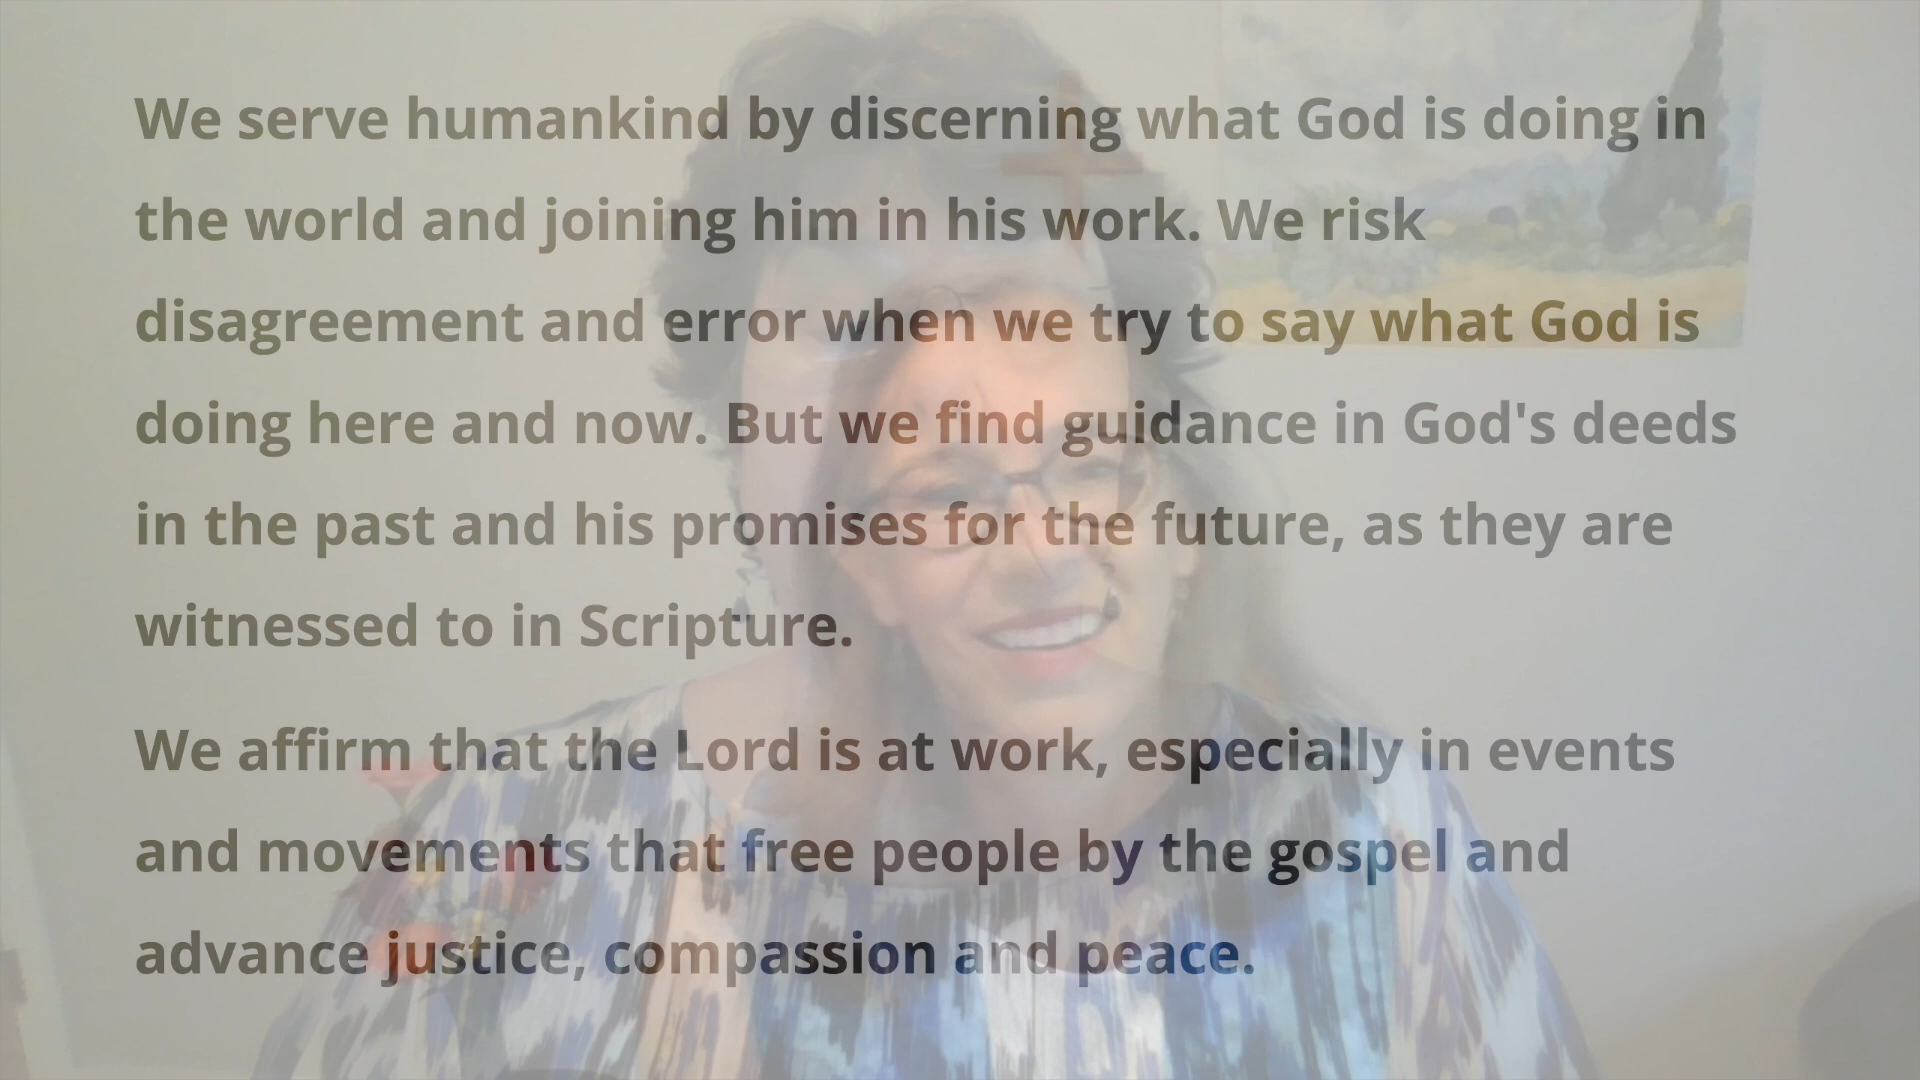 We serve humankind by discerning what God is doing in
the world and joining him in his work. We risk
disagreement and error when we try to say what God is
doing here and now. But we find guidance in God's deeds
in the past and his promises for the future, as they are
witnessed to in Scripture.
We affirm that the Lord is at work, especially in events
and movements that free people by the gospel and
advance justice, compassion and peace.